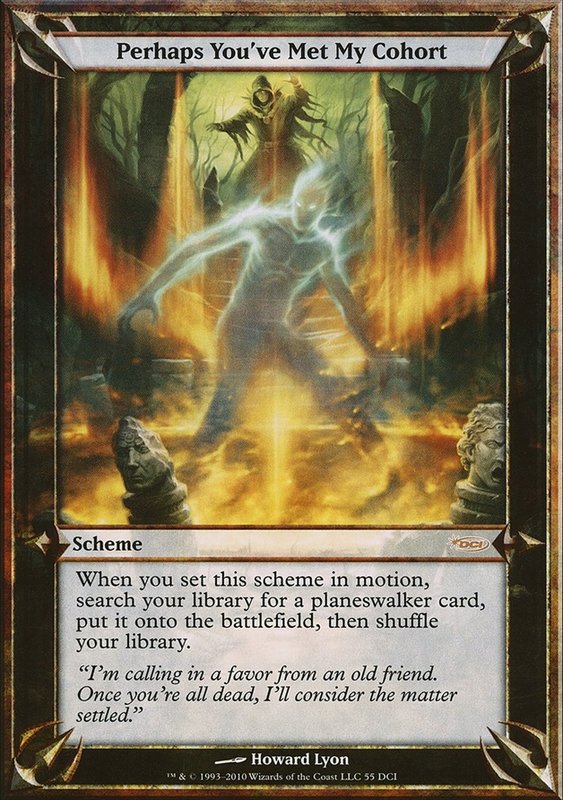 Perhaps You've Met My Cohort
Scheme
DCI
When you set this scheme in motion,
search your library for a planeswalker card,
put it onto the battlefield, then shuffle
your library.
“I'm calling in a favor from an old friend.
Once you're all dead, I'll consider the matter
settled.”
Howard Lyon
™ & © 1993–2010 Wizards of the Coast LLC 55 DCI